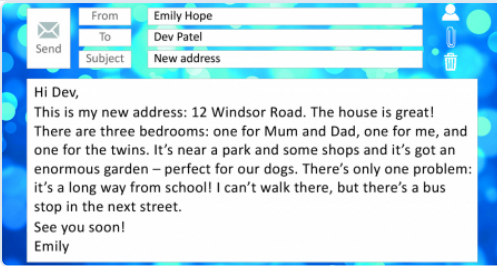 From
Emily Hope
Send
To
Dev Patel
Subject
New address
Hi Dev,
This is my new address: 12 Windsor Road. The house is great!
There are three bedrooms: one for Mum and Dad, one for me, and
one for the twins. It's near a park and some shops and it's got an
enormous garden – perfect for our dogs. There's only one problem:
it's a long way from school! I can't walk there, but there's a bus
stop in the next street.
See you soon!
Emily